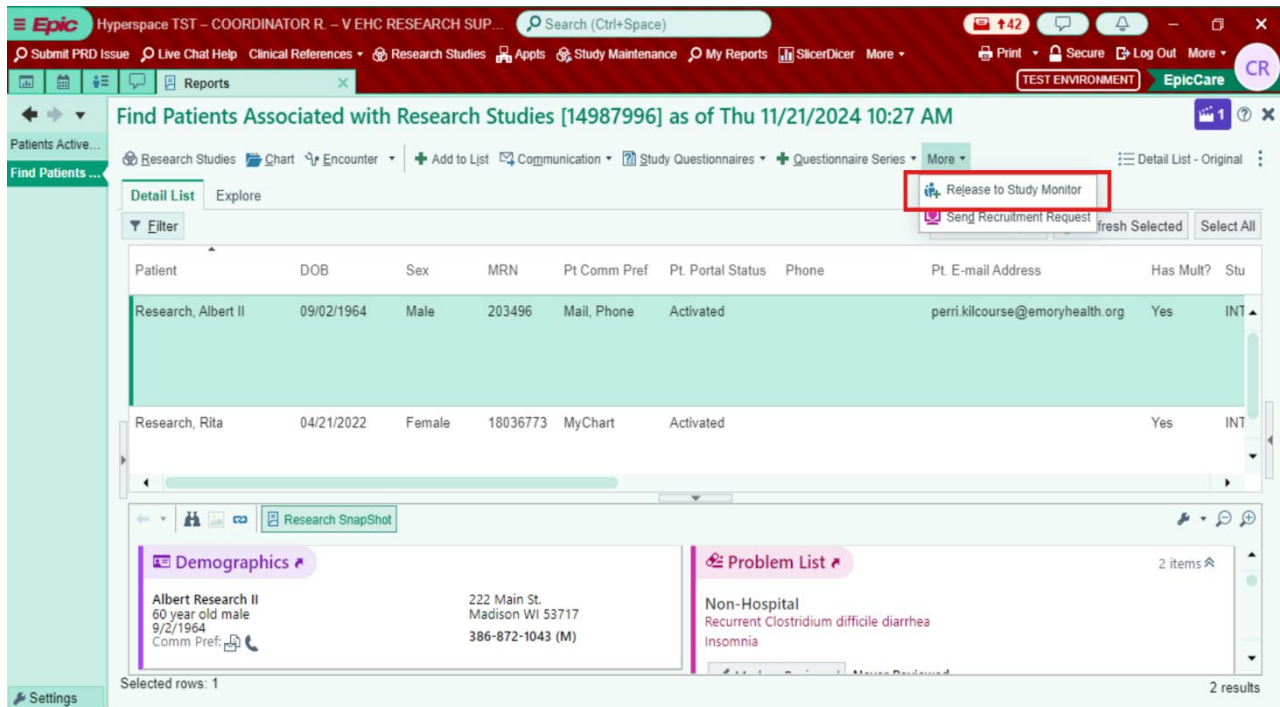 Epic Hyperspace TST – COORDINATOR R. – V EHC RESEARCH SUP... Search (Ctrl+Space) 42
Submit PRD Issue Live Chat Help Clinical References Research Studies Appts Study Maintenance My Reports SlicerDicer More Print Secure Log Out More
CR
Reports TEST ENVIRONMENT EpicCare
Find Patients Associated with Research Studies [14987996] as of Thu 11/21/2024 10:27 AM 1
Patients Active...
Find Patients ...
Research Studies Chart Encounter Add to List Communication Study Questionnaires Questionnaire Series More Detail List - Original
Release to Study Monitor
Send Recruitment Request
Detail List Explore
Filter fresh Selected Select All
Patient DOB Sex MRN Pt Comm Pref Pt. Portal Status Phone Pt. E-mail Address Has Mult? Stu
Research, Albert II 09/02/1964 Male 203496 Mail, Phone Activated perri.kilcourse@emoryhealth.org Yes INT
Research, Rita 04/21/2022 Female 18036773 MyChart Activated Yes INT
Research SnapShot
Demographics
Albert Research II 222 Main St.
60 year old male Madison WI 53717
9/2/1964
Comm Pref: 386-872-1043 (M)
Problem List 2 items
Non-Hospital
Recurrent Clostridium difficile diarrhea
Insomnia
Selected rows: 1 2 results
Settings